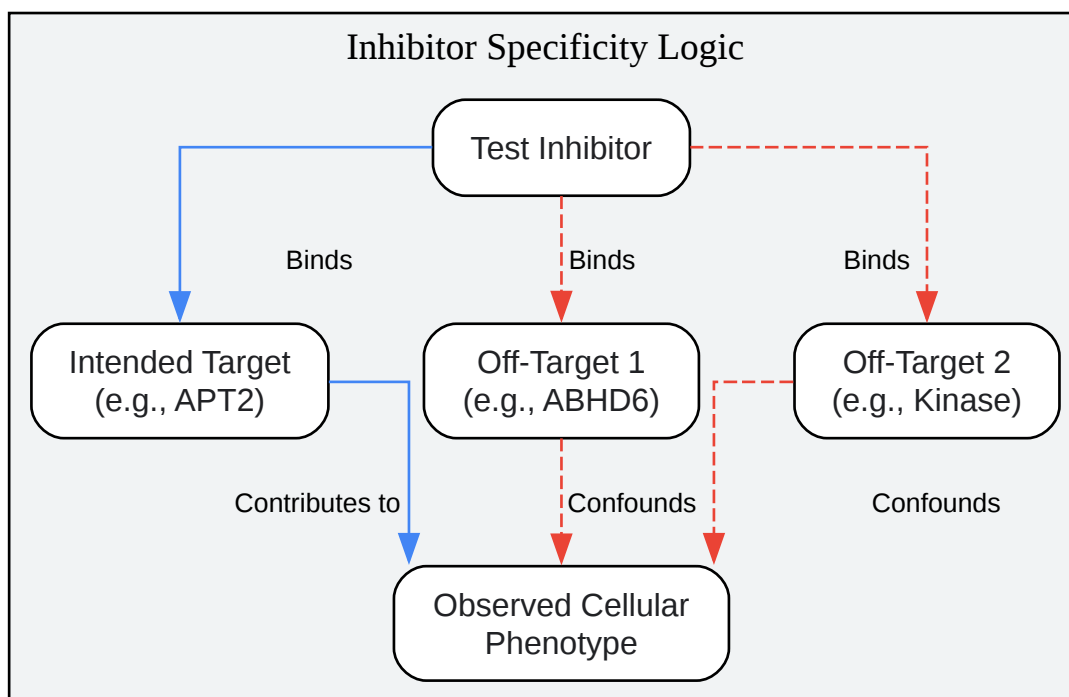 Inhibitor Specificity Logic
Test Inhibitor
Binds
Binds
Binds
Intended Target
(e.g., APT2)
Off-Target 1
(e.g., ABHD6)
Off-Target 2
(e.g., Kinase)
Contributes to
Confounds
Confounds
Observed Cellular
Phenotype